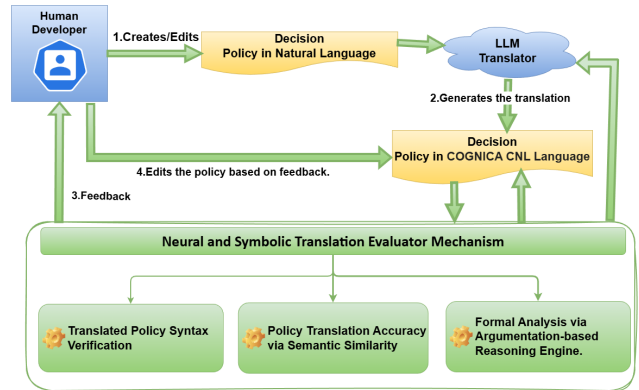 Human
Developer
1.Creates/Edits
Decision
Policy in Natural Language
LLM
Translator
2.Generates the translation
Decision
Policy in COGNICA CNL Language
4.Edits the policy based on feedback.
3.Feedback
Neural and Symbolic Translation Evaluator Mechanism
Translated Policy Syntax
Verification
Policy Translation Accuracy
via Semantic Similarity
Formal Analysis via
Argumentation-based
Reasoning Engine.